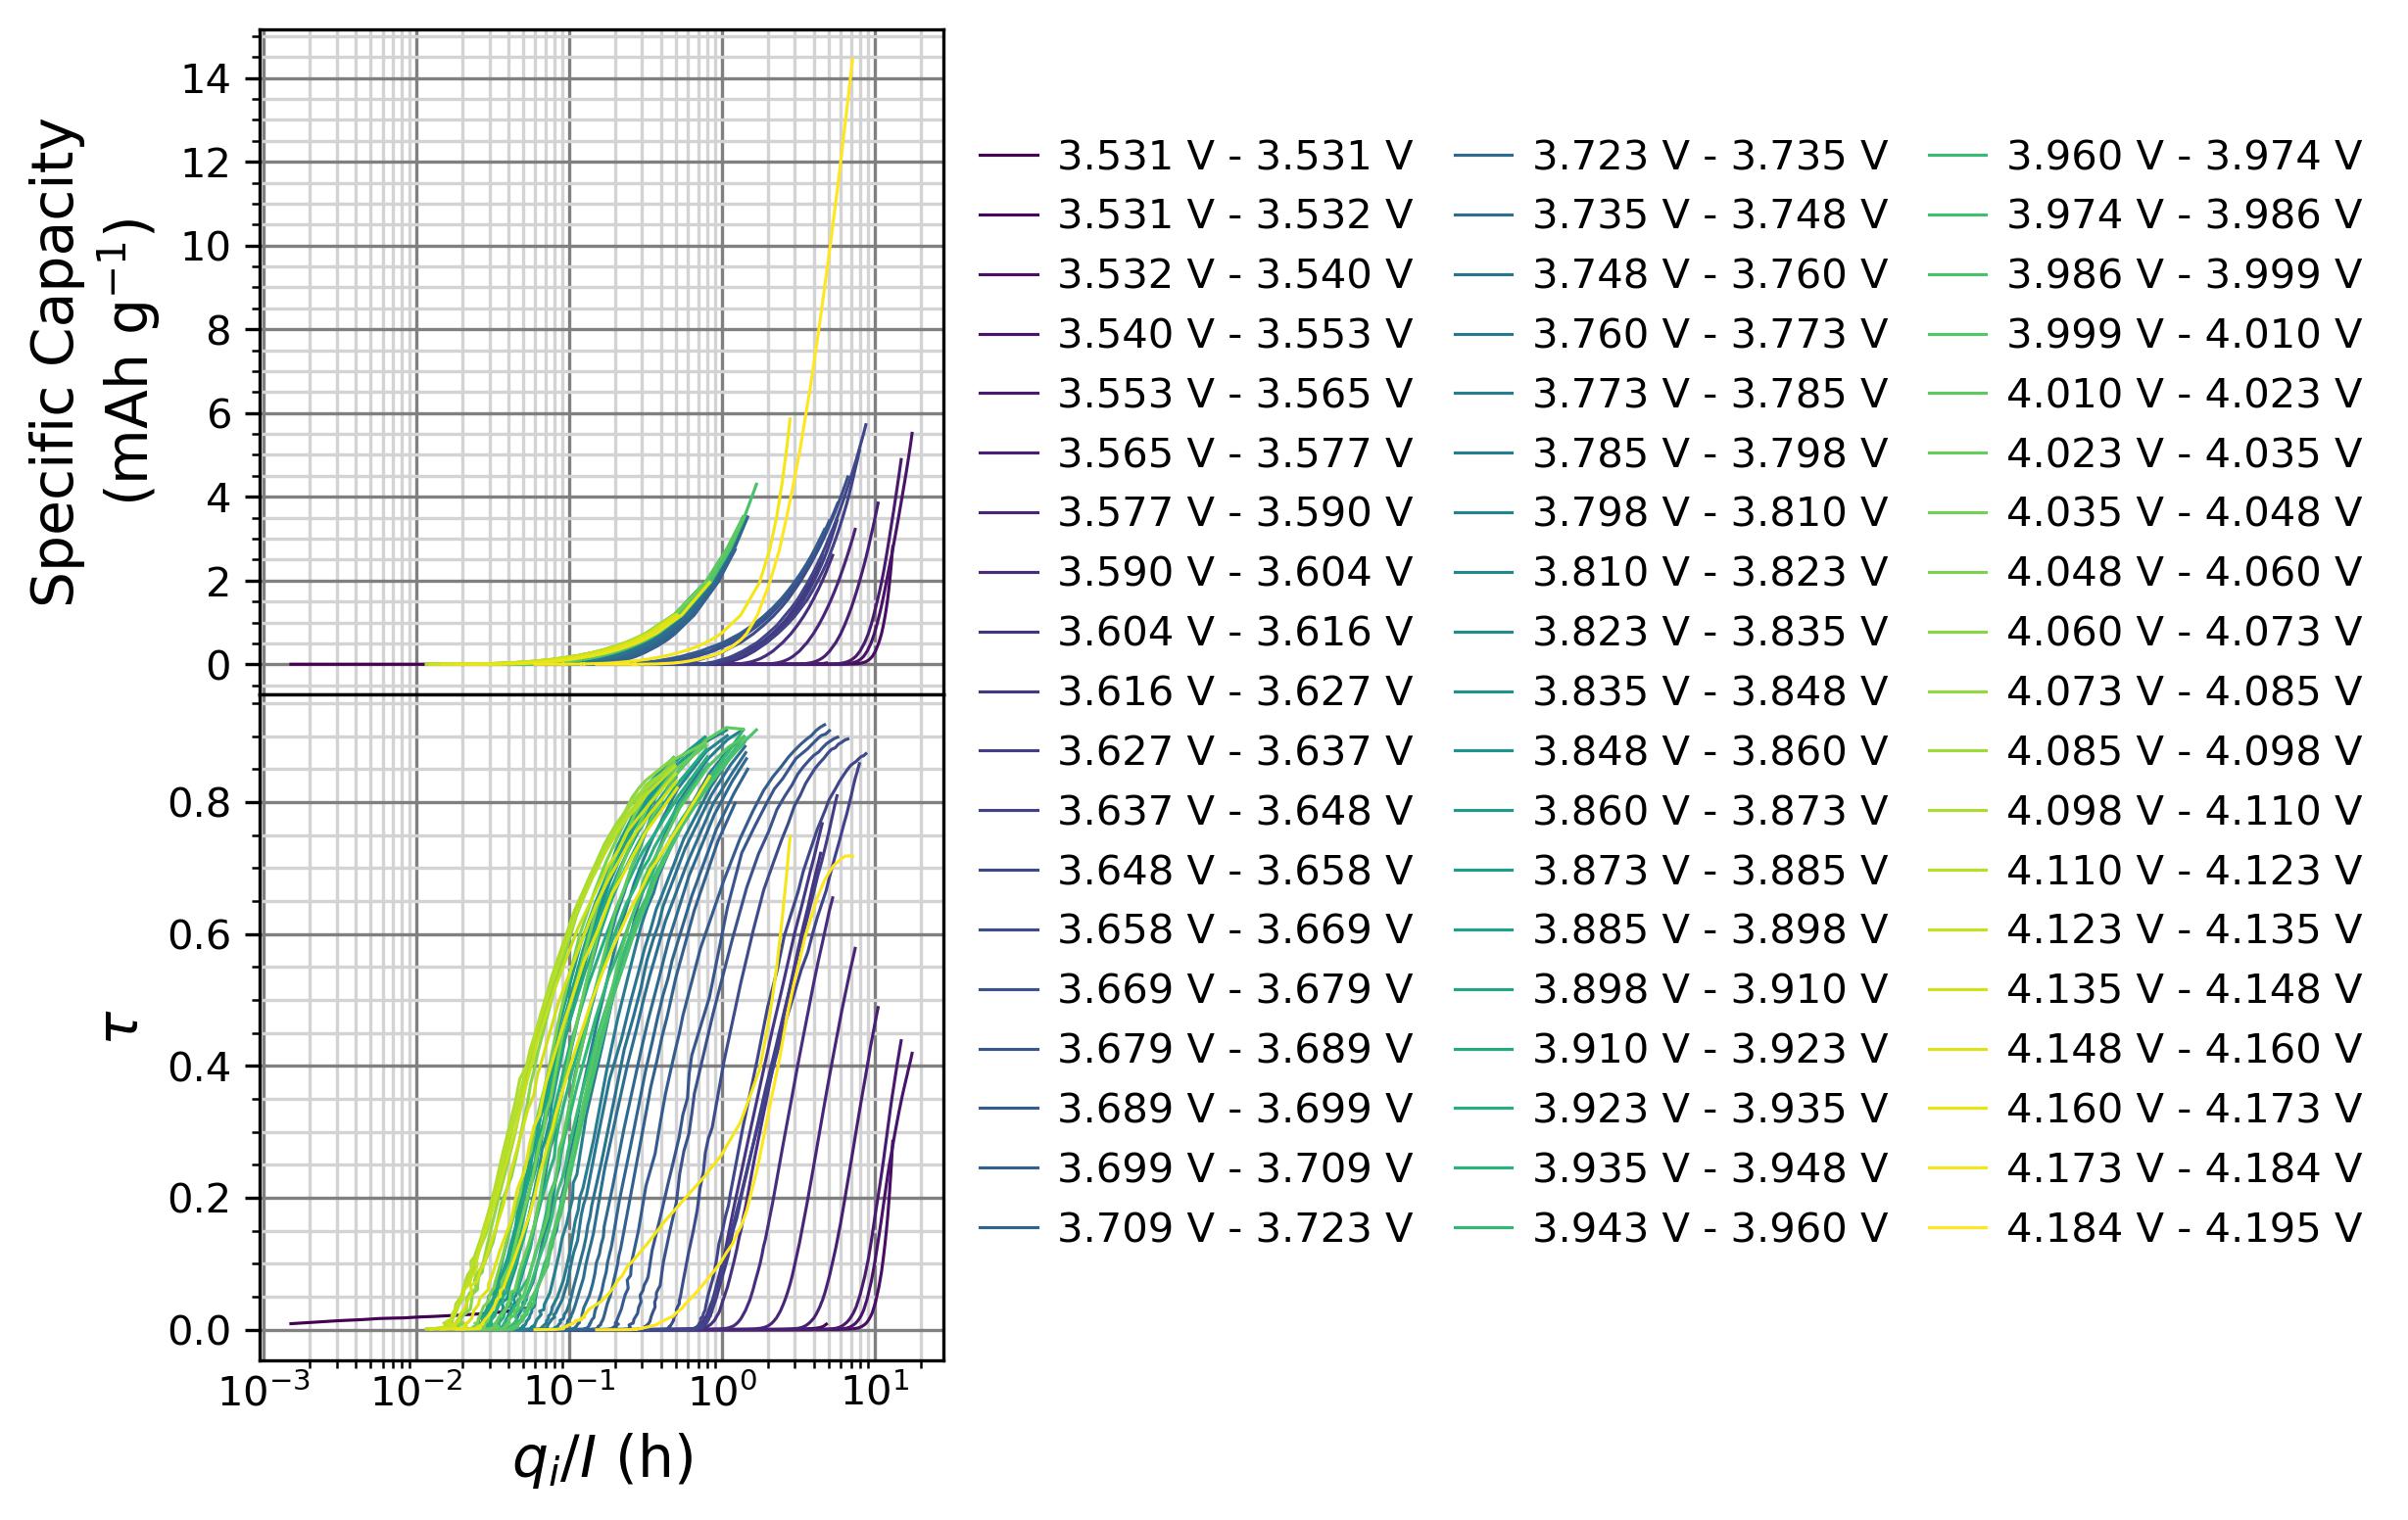 Specific Capacity
(mAh g⁻¹)
14
12
10
8
6
4
2
0
τ
0.8
0.6
0.4
0.2
0.0
10⁻³ 10⁻² 10⁻¹ 10⁰ 10¹
qᵢ/I (h)
3.531 V - 3.531 V
3.531 V - 3.532 V
3.532 V - 3.540 V
3.540 V - 3.553 V
3.553 V - 3.565 V
3.565 V - 3.577 V
3.577 V - 3.590 V
3.590 V - 3.604 V
3.604 V - 3.616 V
3.616 V - 3.627 V
3.627 V - 3.637 V
3.637 V - 3.648 V
3.648 V - 3.658 V
3.658 V - 3.669 V
3.669 V - 3.679 V
3.679 V - 3.689 V
3.689 V - 3.699 V
3.699 V - 3.709 V
3.709 V - 3.723 V
3.723 V - 3.735 V
3.735 V - 3.748 V
3.748 V - 3.760 V
3.760 V - 3.773 V
3.773 V - 3.785 V
3.785 V - 3.798 V
3.798 V - 3.810 V
3.810 V - 3.823 V
3.823 V - 3.835 V
3.835 V - 3.848 V
3.848 V - 3.860 V
3.860 V - 3.873 V
3.873 V - 3.885 V
3.885 V - 3.898 V
3.898 V - 3.910 V
3.910 V - 3.923 V
3.923 V - 3.935 V
3.935 V - 3.948 V
3.943 V - 3.960 V
3.960 V - 3.974 V
3.974 V - 3.986 V
3.986 V - 3.999 V
3.999 V - 4.010 V
4.010 V - 4.023 V
4.023 V - 4.035 V
4.035 V - 4.048 V
4.048 V - 4.060 V
4.060 V - 4.073 V
4.073 V - 4.085 V
4.085 V - 4.098 V
4.098 V - 4.110 V
4.110 V - 4.123 V
4.123 V - 4.135 V
4.135 V - 4.148 V
4.148 V - 4.160 V
4.160 V - 4.173 V
4.173 V - 4.184 V
4.184 V - 4.195 V